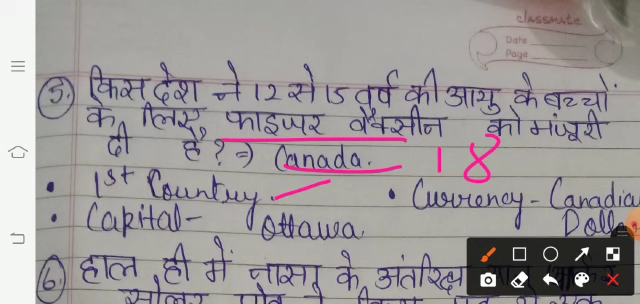 classmate
Date
Page
5. किस देश ने 12 से 15 वर्ष की आयु के बच्चों
के लिए फाइजर वैक्सीन को मंजूरी
दी है? ⇒ Canada. 18
• 1st Country. • Currency - Canadian
• Capital - Ottawa Dollar
6. हाल ही में नासा के अंतरिक्ष